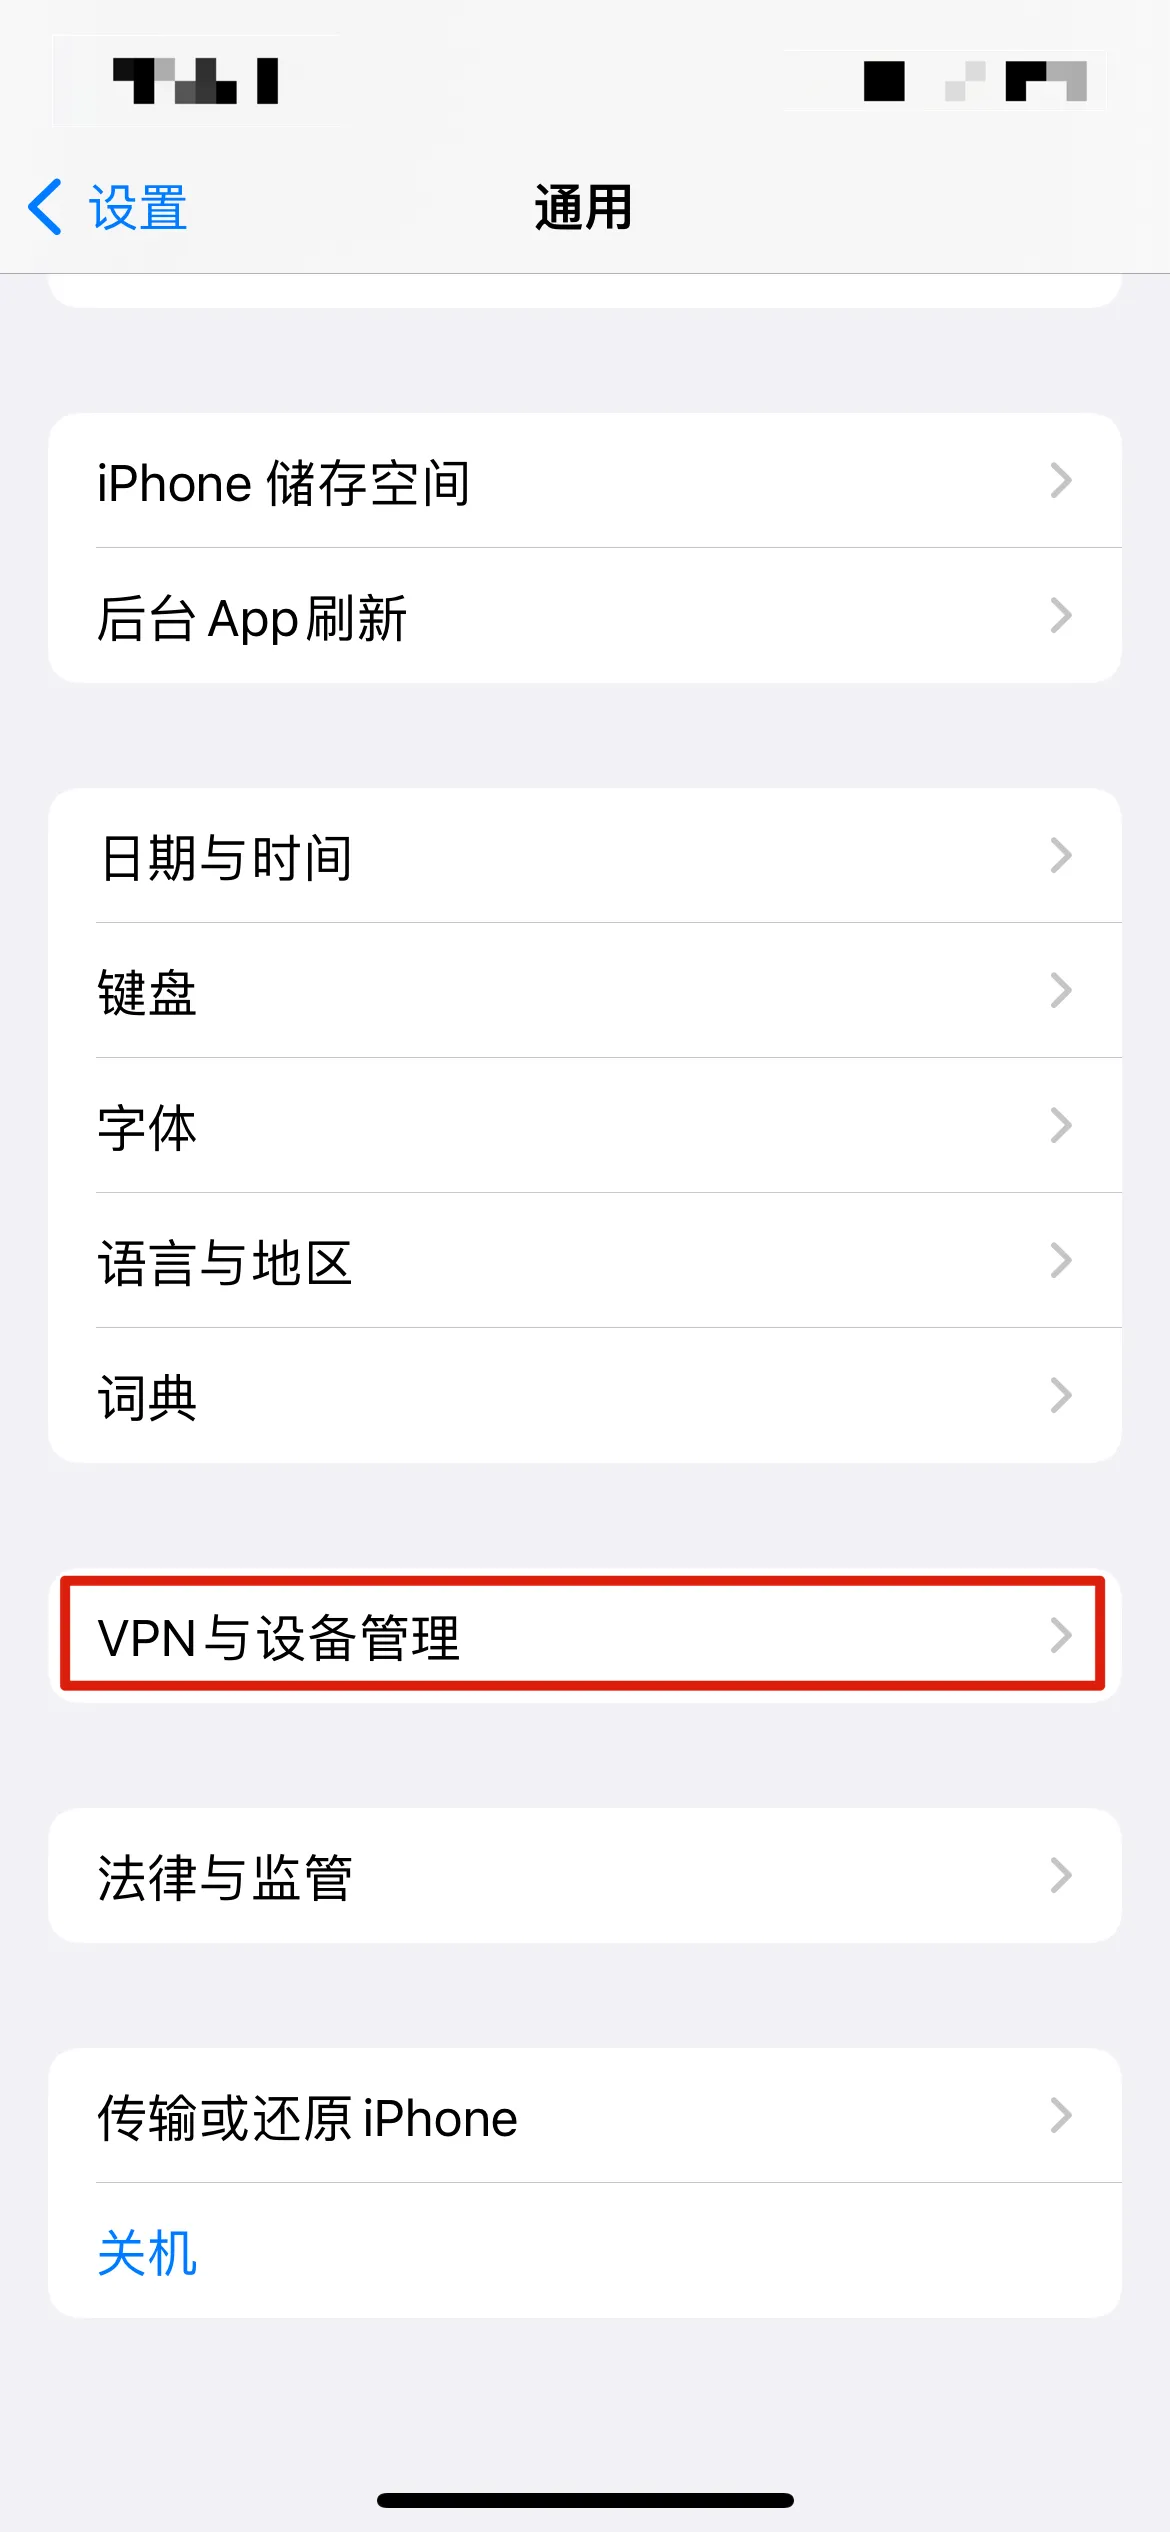 设置
通用
iPhone 储存空间
后台 App 刷新
日期与时间
键盘
字体
语言与地区
词典
VPN与设备管理
法律与监管
传输或还原 iPhone
关机